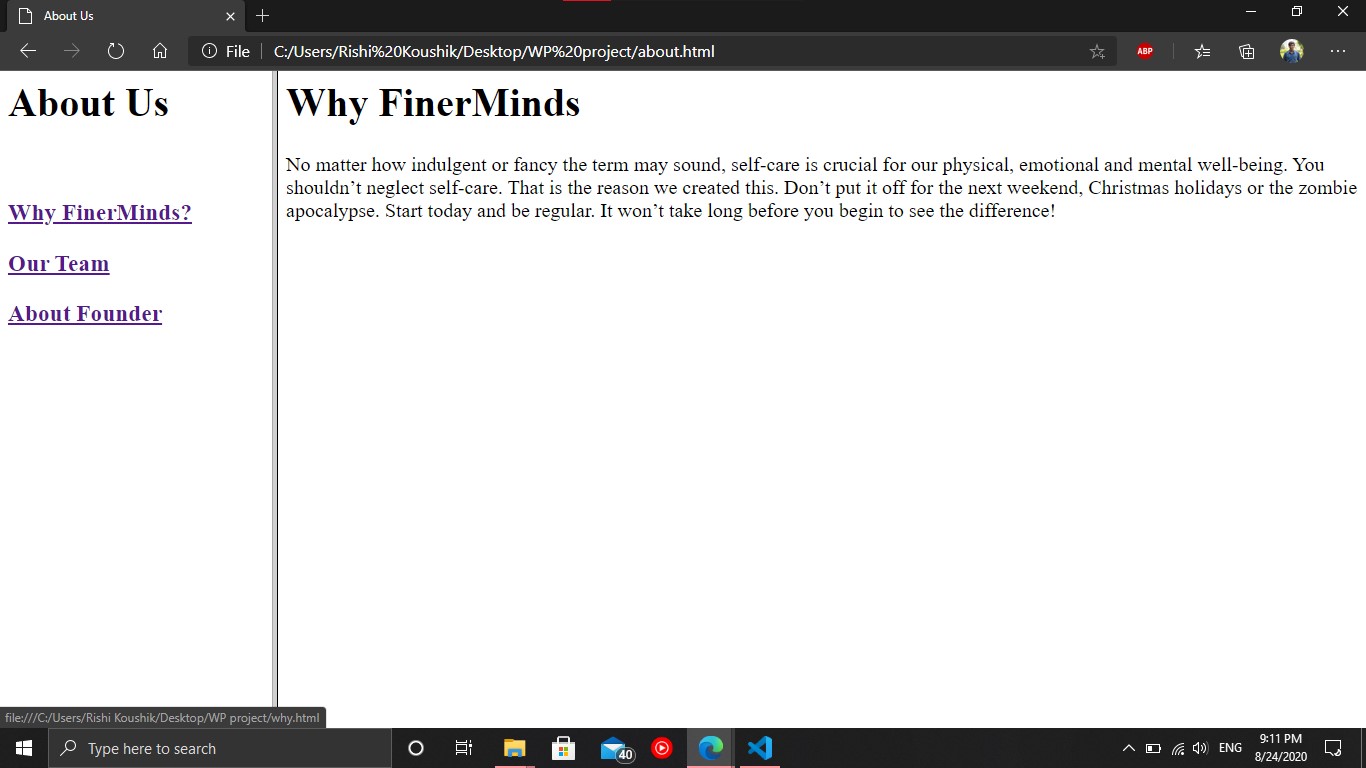 About Us
File
C:/Users/Rishi%20Koushik/Desktop/WP%20project/about.html
ABP
About Us
Why FinerMinds?
Our Team
About Founder
Why FinerMinds
No matter how indulgent or fancy the term may sound, self-care is crucial for our physical, emotional and mental well-being. You
shouldn’t neglect self-care. That is the reason we created this. Don’t put it off for the next weekend, Christmas holidays or the zombie
apocalypse. Start today and be regular. It won’t take long before you begin to see the difference!
file:///C:/Users/Rishi Koushik/Desktop/WP project/why.html
Type here to search
40
ENG
9:11 PM
8/24/2020